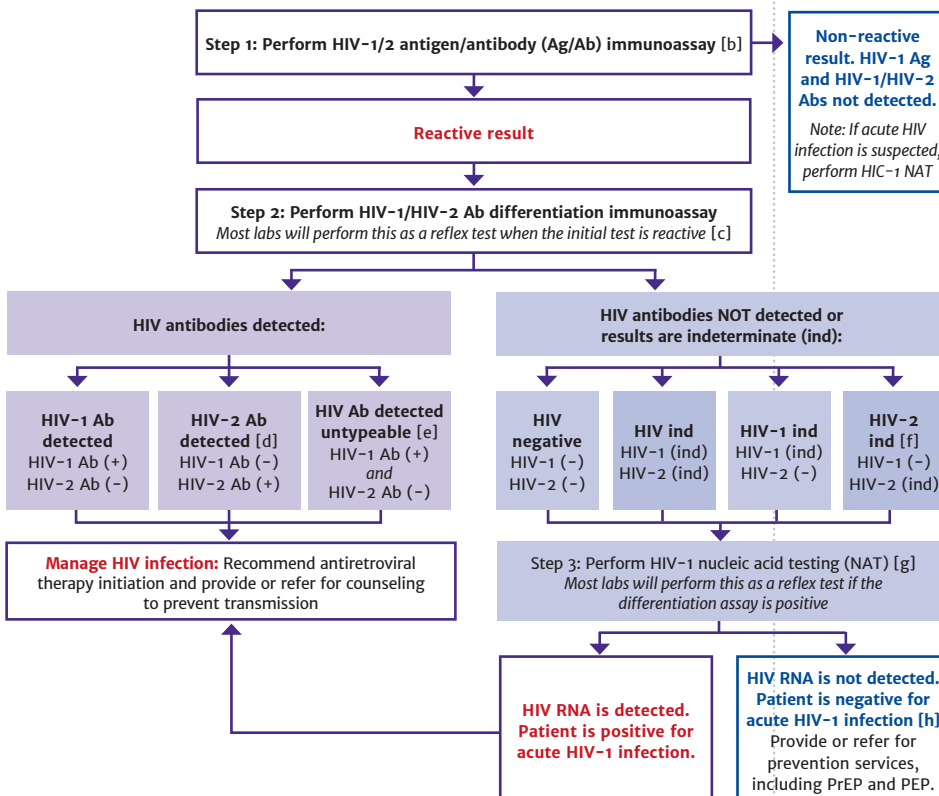 Step 1: Perform HIV-1/2 antigen/antibody (Ag/Ab) immunoassay [b]
Non-reactive
result. HIV-1 Ag
and HIV-1/HIV-2
Abs not detected.
Note: If acute HIV
infection is suspected,
perform HIC-1 NAT
Reactive result
Step 2: Perform HIV-1/HIV-2 Ab differentiation immunoassay
Most labs will perform this as a reflex test when the initial test is reactive [c]
HIV antibodies detected:
HIV antibodies NOT detected or
results are indeterminate (ind):
HIV-1 Ab
detected
HIV-1 Ab (+)
HIV-2 Ab (-)
HIV-2 Ab
detected [d]
HIV-1 Ab (-)
HIV-2 Ab (+)
HIV Ab detected
untypeable [e]
HIV-1 Ab (+)
and
HIV-2 Ab (-)
HIV
negative
HIV-1 (-)
HIV-2 (-)
HIV ind
HIV-1 (ind)
HIV-2 (ind)
HIV-1 ind
HIV-1 (ind)
HIV-2 (-)
HIV-2
ind [f]
HIV-1 (-)
HIV-2 (ind)
Manage HIV infection: Recommend antiretroviral
therapy initiation and provide or refer for counseling
to prevent transmission
Step 3: Perform HIV-1 nucleic acid testing (NAT) [g]
Most labs will perform this as a reflex test if the
differentiation assay is positive
HIV RNA is detected.
Patient is positive for
acute HIV-1 infection.
HIV RNA is not detected.
Patient is negative for
acute HIV-1 infection [h]
Provide or refer for
prevention services,
including PrEP and PEP.